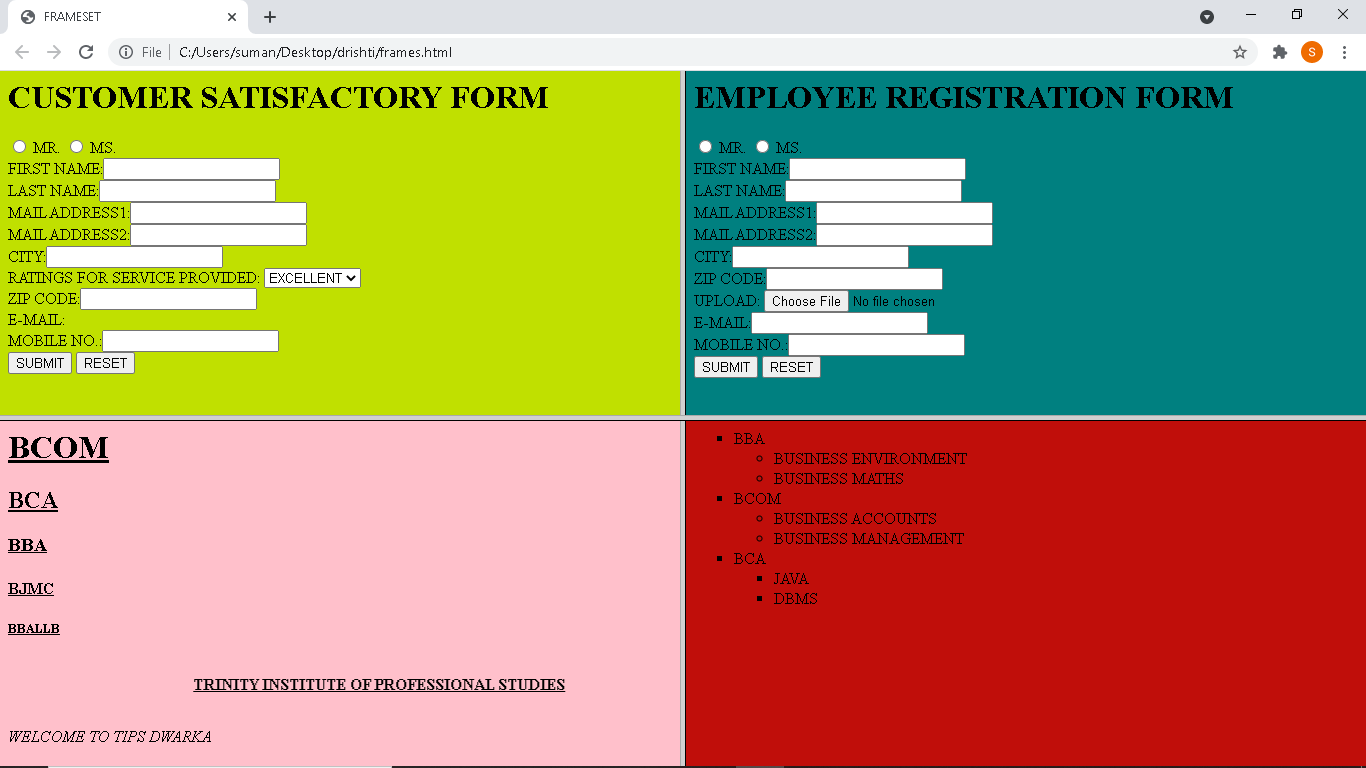 FRAMESET
File
C:/Users/suman/Desktop/drishti/frames.html
S
CUSTOMER SATISFACTORY FORM
MR. MS.
FIRST NAME:
LAST NAME:
MAIL ADDRESS1:
MAIL ADDRESS2:
CITY:
RATINGS FOR SERVICE PROVIDED: EXCELLENT
ZIP CODE:
E-MAIL:
MOBILE NO.:
SUBMIT RESET
EMPLOYEE REGISTRATION FORM
MR. MS.
FIRST NAME:
LAST NAME:
MAIL ADDRESS1:
MAIL ADDRESS2:
CITY:
ZIP CODE:
UPLOAD: Choose File No file chosen
E-MAIL:
MOBILE NO.:
SUBMIT RESET
BCOM
BCA
BBA
BJMC
BBALLB
TRINITY INSTITUTE OF PROFESSIONAL STUDIES
WELCOME TO TIPS DWARKA
BBA
BUSINESS ENVIRONMENT
BUSINESS MATHS
BCOM
BUSINESS ACCOUNTS
BUSINESS MANAGEMENT
BCA
JAVA
DBMS